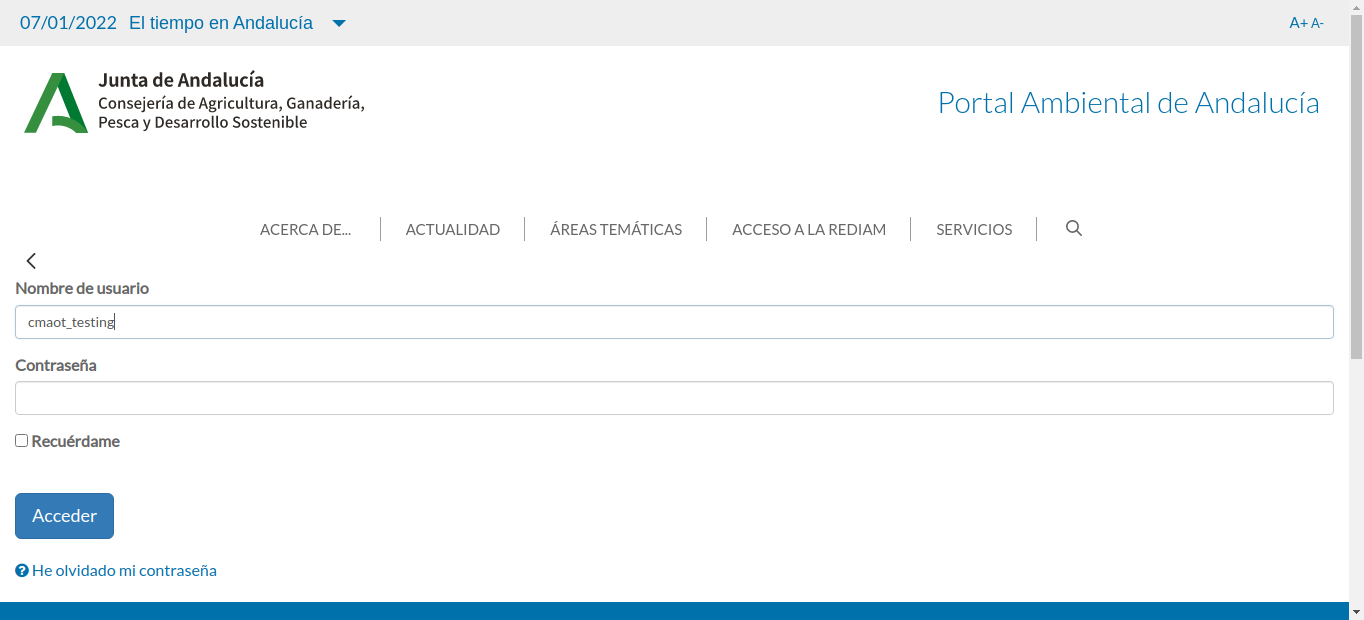 07/01/2022 El tiempo en Andalucía
A+ A-
Junta de Andalucía
Consejería de Agricultura, Ganadería,
Pesca y Desarrollo Sostenible
Portal Ambiental de Andalucía
ACERCA DE... ACTUALIDAD ÁREAS TEMÁTICAS ACCESO A LA REDIAM SERVICIOS
Nombre de usuario
cmaot_testing
Contraseña
Recuérdame
Acceder
He olvidado mi contraseña